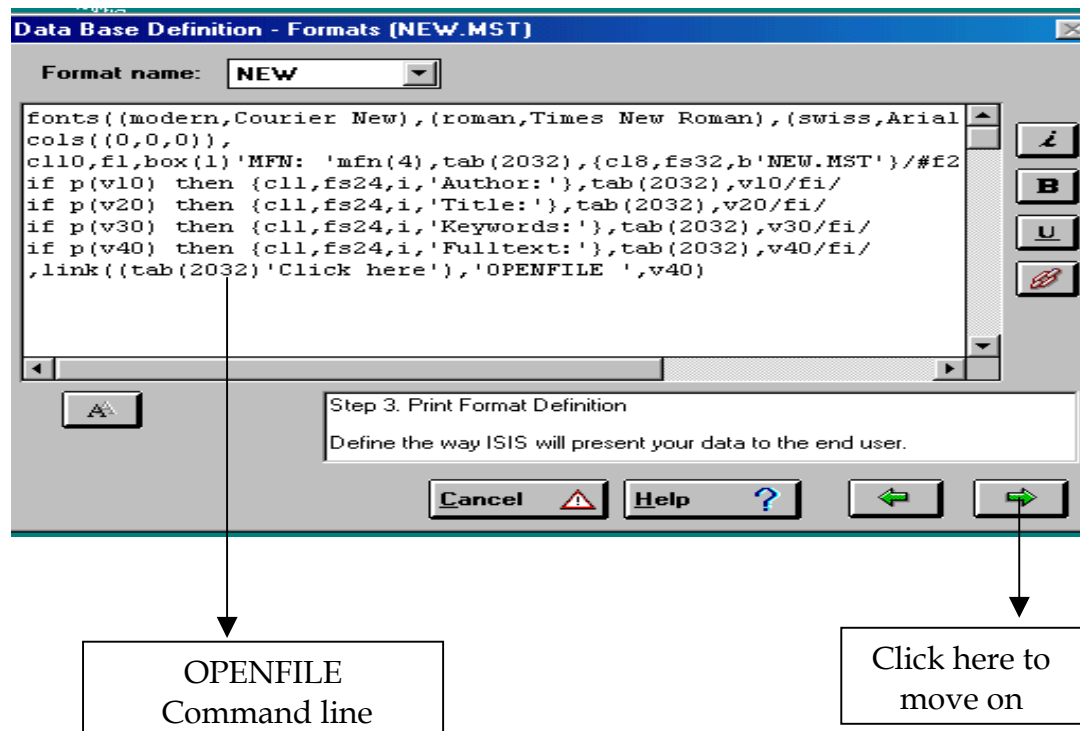 Data Base Definition - Formats (NEW.MST)
Format name: NEW
fonts((modern,Courier New),(roman,Times New Roman),(swiss,Arial
cols((0,0,0)),
cl10,f1,box(1)'MFN: 'mfn(4),tab(2032),{cl8,fs32,b'NEW.MST'}/#f2
if p(v10) then {cl1,fs24,i,'Author:'},tab(2032),v10/fi/
if p(v20) then {cl1,fs24,i,'Title:'},tab(2032),v20/fi/
if p(v30) then {cl1,fs24,i,'Keywords:'},tab(2032),v30/fi/
if p(v40) then {cl1,fs24,i,'Fulltext: '},tab(2032),v40/fi/
,link((tab(2032)'Click here'),'OPENFILE ',v40)
i
B
U
A
Step 3. Print Format Definition
Define the way ISIS will present your data to the end user.
Cancel
Help ?
OPENFILE
Command line
Click here to
move on